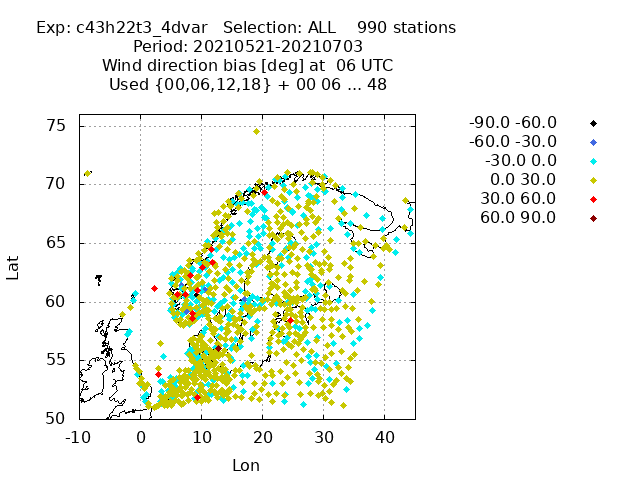 Exp: c43h22t3_4dvar   Selection: ALL    990 stations
Period: 20210521-20210703
Wind direction bias [deg] at  06 UTC
Used {00,06,12,18} + 00 06 ... 48
75
70
65
60
55
50
Lat
-10 0 10 20 30 40
Lon
-90.0 -60.0
-60.0 -30.0
-30.0 0.0
0.0 30.0
30.0 60.0
60.0 90.0